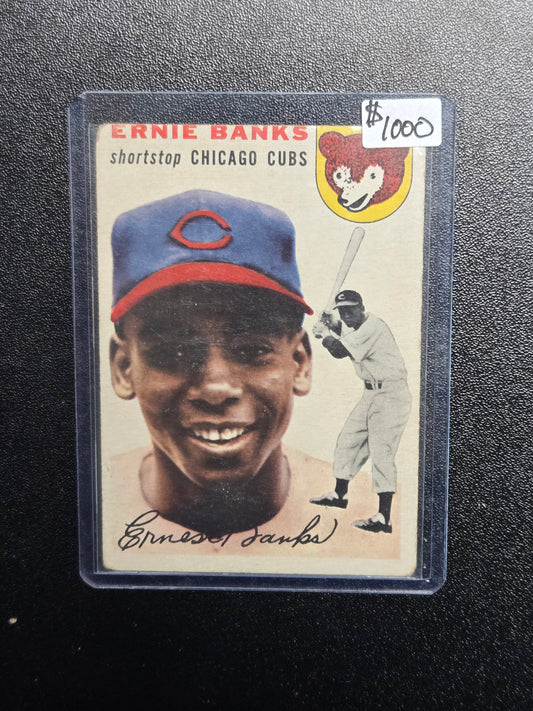 $1000
ERNIE BANKS
shortstop CHICAGO CUBS
C
Ernest Banks